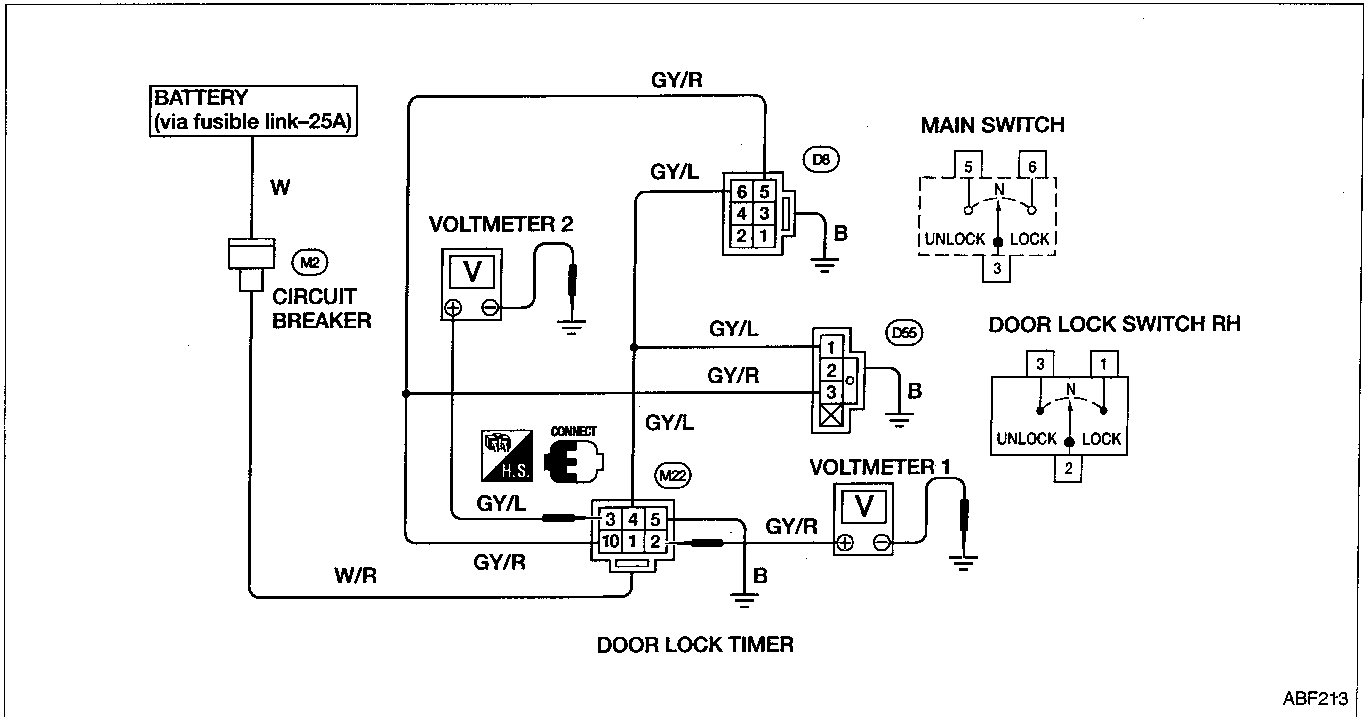 GY/R
BATTERY
(via fusible link–25A)
MAIN SWITCH
D8
GY/L
6 5
4 3
2 1
B
5 6
N
UNLOCK LOCK
3
W
VOLTMETER 2
V
+ −
M2
CIRCUIT
BREAKER
DOOR LOCK SWITCH RH
D55
GY/L
1
2
3
GY/R
B
3 1
N
UNLOCK LOCK
2
GY/L
CONNECT
H.S.
M22
VOLTMETER 1
V
+ −
GY/L
3 4 5
10 1 2
GY/R
GY/R
W/R
B
DOOR LOCK TIMER
ABF213